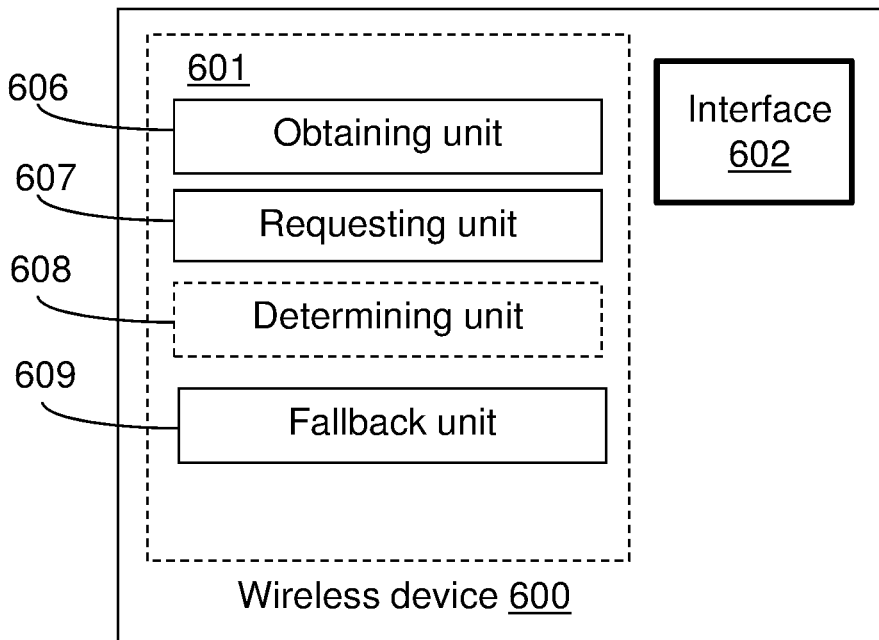 601
606
Obtaining unit
607
Requesting unit
608
Determining unit
609
Fallback unit
Interface
602
Wireless device 600